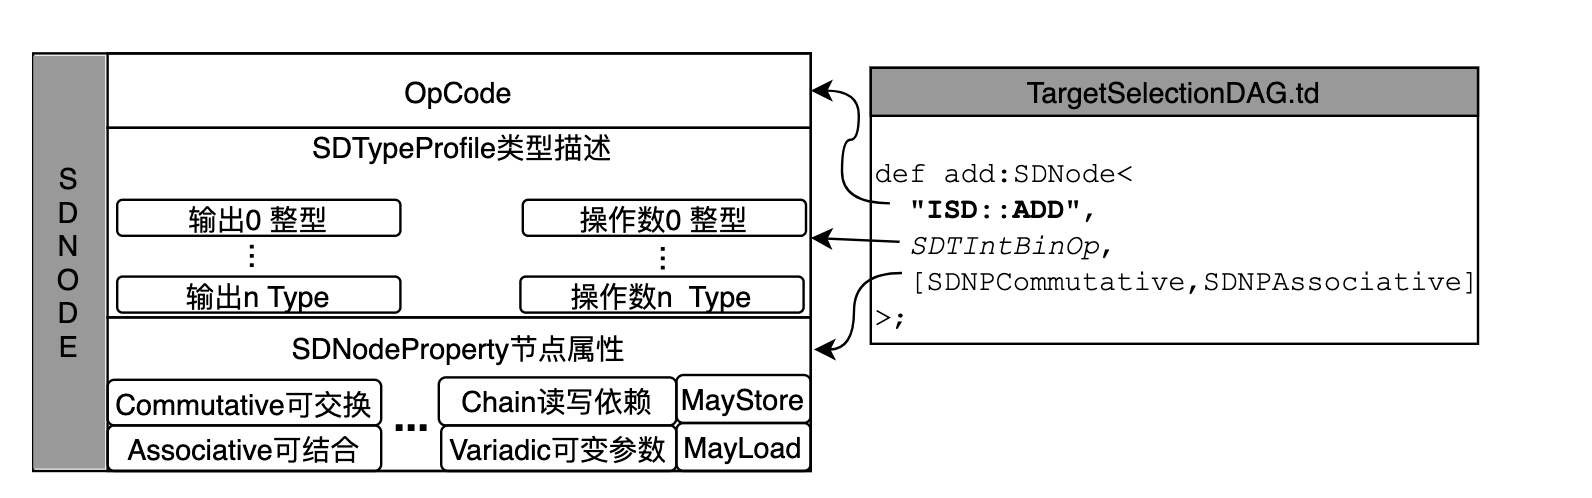 SDNODE
OpCode
SDTypeProfile类型描述
输出0 整型
操作数0 整型
⋮
⋮
输出n Type
操作数n Type
SDNodeProperty节点属性
Commutative可交换
Associative可结合
...
Chain读写依赖
MayStore
Variadic可变参数
MayLoad
TargetSelectionDAG.td
def add:SDNode<
"ISD::ADD",
SDTIntBinOp,
[SDNPCommutative,SDNPAssociative]
>;